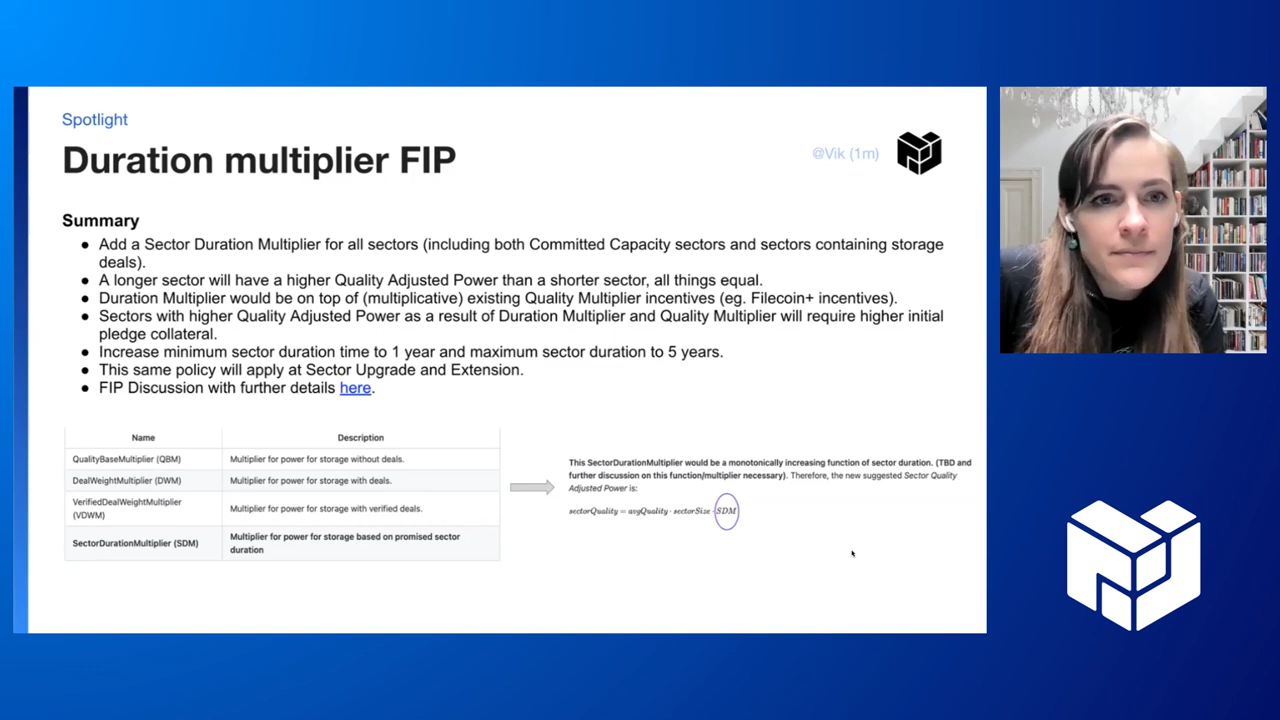 Spotlight
Duration multiplier FIP
@Vik (1m)
Summary
● Add a Sector Duration Multiplier for all sectors (including both Committed Capacity sectors and sectors containing storage
deals).
● A longer sector will have a higher Quality Adjusted Power than a shorter sector, all things equal.
● Duration Multiplier would be on top of (multiplicative) existing Quality Multiplier incentives (eg. Filecoin+ incentives).
● Sectors with higher Quality Adjusted Power as a result of Duration Multiplier and Quality Multiplier will require higher initial
pledge collateral.
● Increase minimum sector duration time to 1 year and maximum sector duration to 5 years.
● This same policy will apply at Sector Upgrade and Extension.
● FIP Discussion with further details here.
Name Description
QualityBaseMultiplier (QBM) Multiplier for power for storage without deals.
DealWeightMultiplier (DWM) Multiplier for power for storage with deals.
VerifiedDealWeightMultiplier
(VDWM) Multiplier for power for storage with verified deals.
SectorDurationMultiplier (SDM) Multiplier for power for storage based on promised sector
duration
This SectorDurationMultiplier would be a monotonically increasing function of sector duration. (TBD and
further discussion on this function/multiplier necessary). Therefore, the new suggested Sector Quality
Adjusted Power is:
sectorQuality = avgQuality · sectorSize · SDM